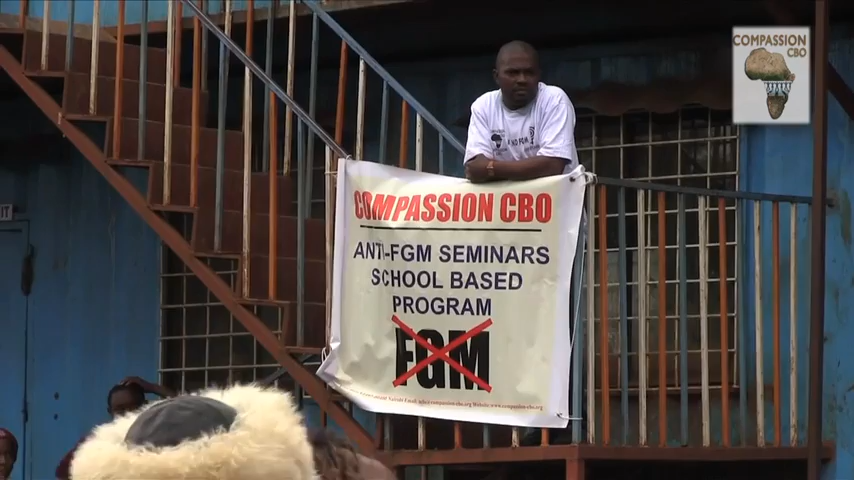 COMPASSION
CBO
COMPASSION CBO
ANTI-FGM SEMINARS
SCHOOL BASED
PROGRAM
FGM